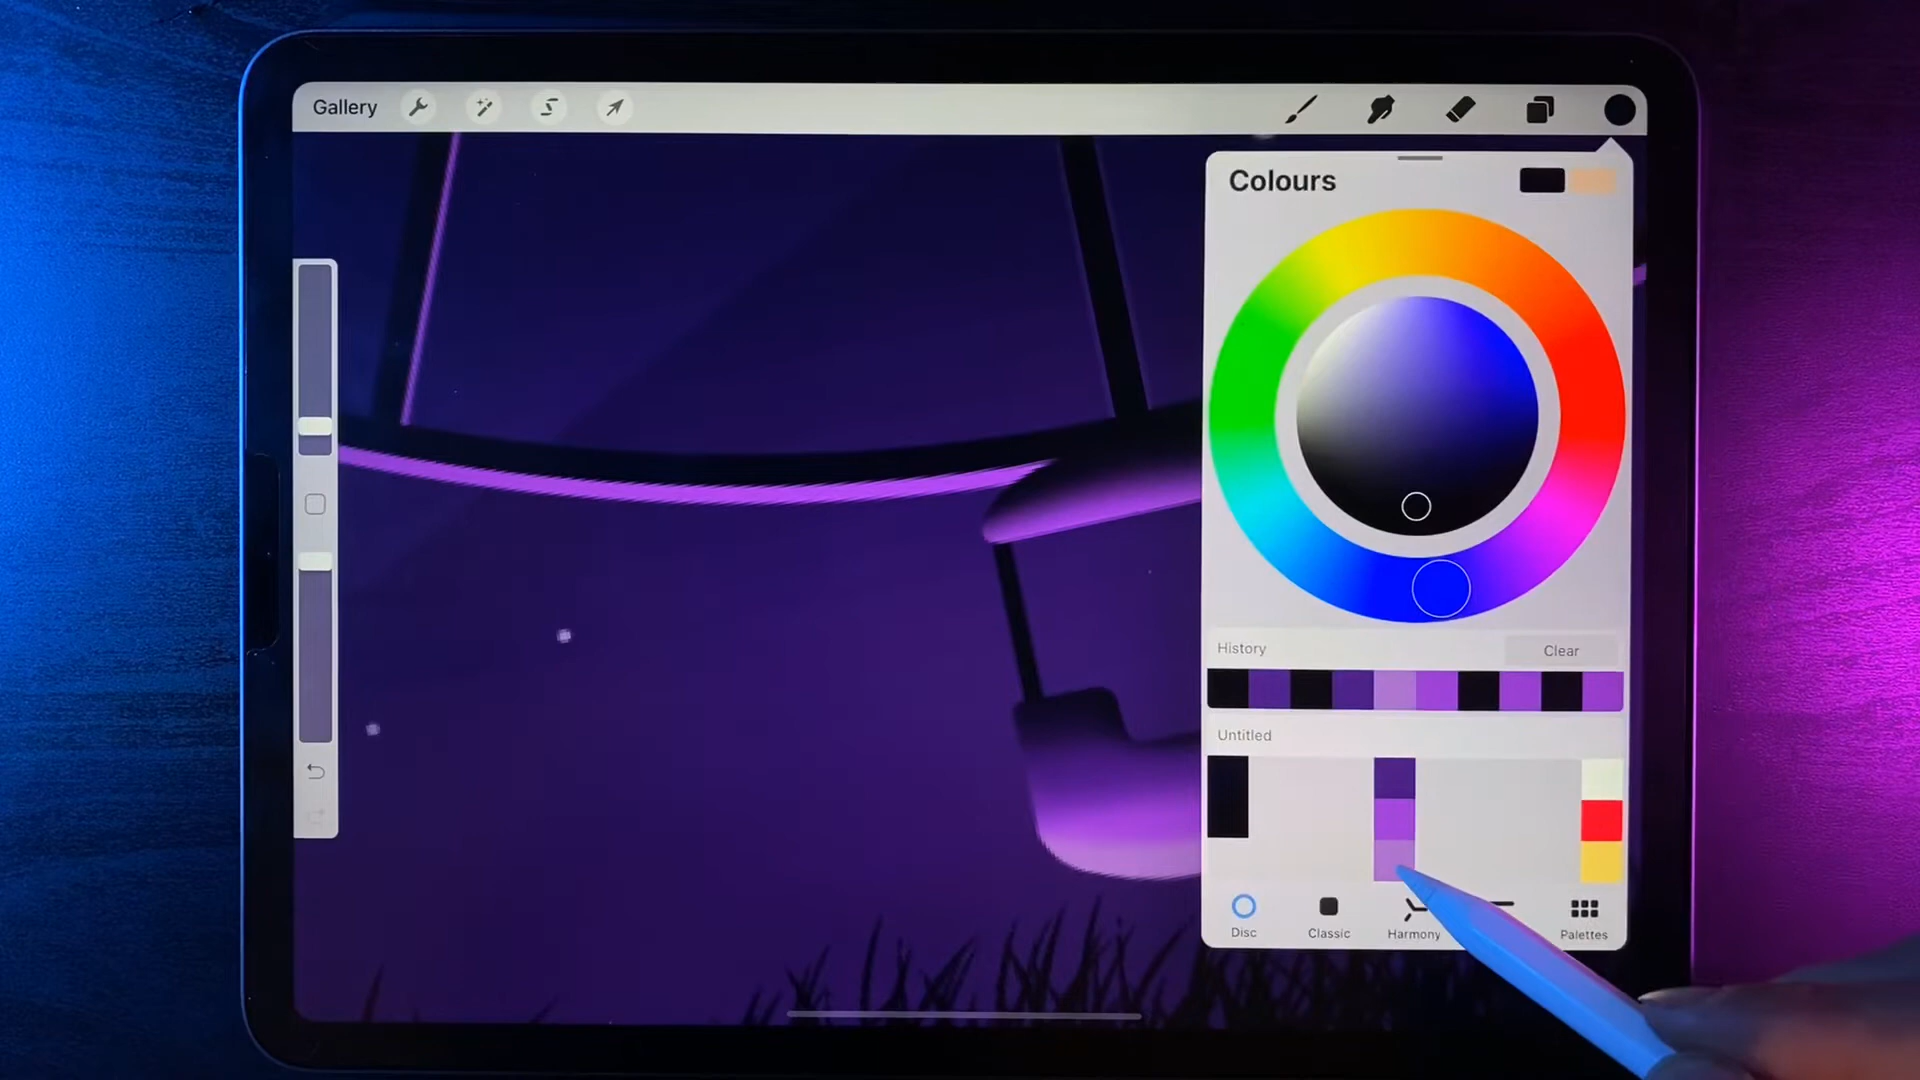 Gallery
Colours
History
Clear
Untitled
Disc
Classic
Harmony
Palettes